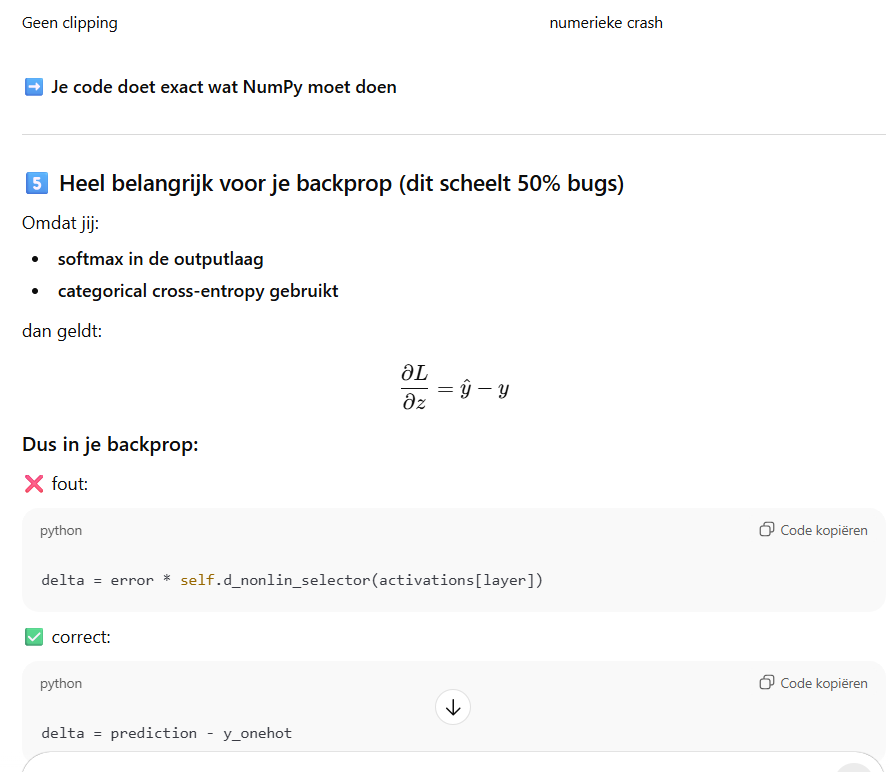 Geen clipping numerieke crash
➡️ Je code doet exact wat NumPy moet doen
5️⃣ Heel belangrijk voor je backprop (dit scheelt 50% bugs)
Omdat jij:
• softmax in de outputlaag
• categorical cross-entropy gebruikt
dan geldt:
∂L/∂z = ŷ − y
Dus in je backprop:
❌ fout:
python Code kopiëren
delta = error * self.d_nonlin_selector(activations[layer])
✅ correct:
python Code kopiëren
delta = prediction - y_onehot